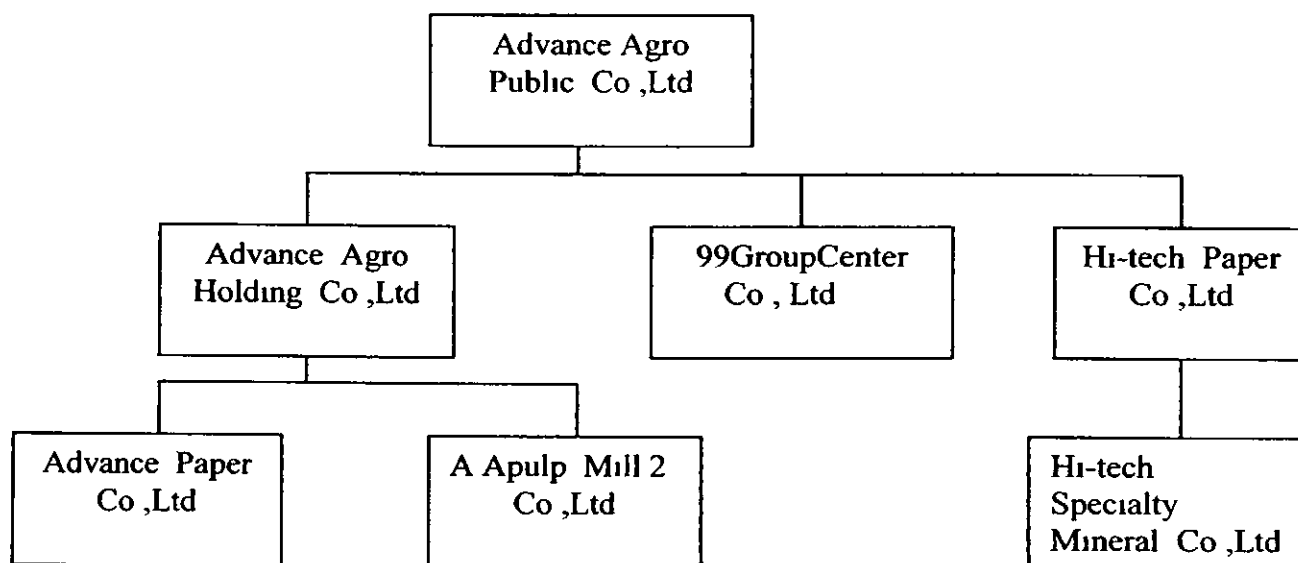 Advance Agro
Public Co ,Ltd
Advance Agro
Holding Co ,Ltd
99GroupCenter
Co , Ltd
Hi-tech Paper
Co ,Ltd
Advance Paper
Co ,Ltd
A Apulp Mill 2
Co ,Ltd
Hi-tech
Specialty
Mineral Co ,Ltd